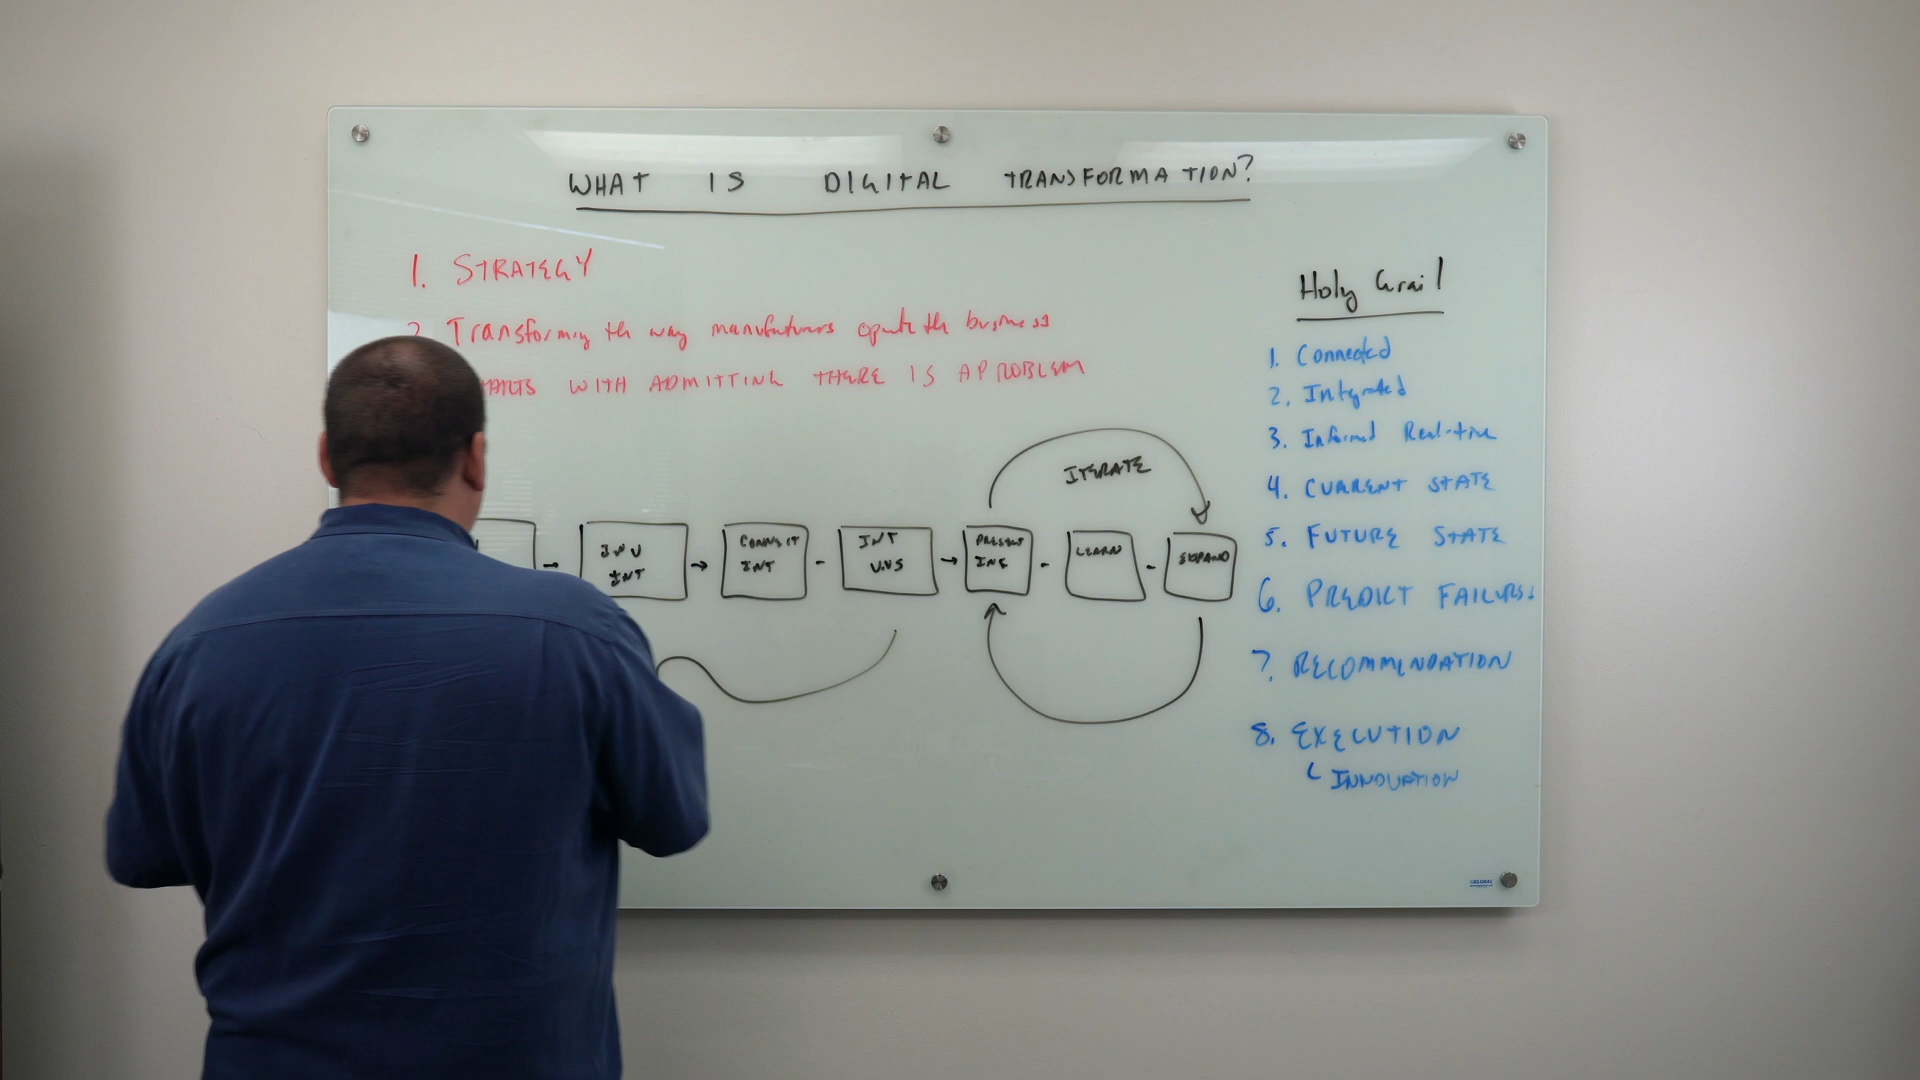 WHAT IS DIGITAL TRANSFORMATION?
1. STRATEGY
2. Transforming the way manufacturers operate the business
WITH ADMITTING THERE IS A PROBLEM
ITERATE
INV
INT
CONNECT
INT
INT
LEARN
EXPAND
Holy Grail
1. Connected
2. Integrated
3. Informed Real-time
4. CURRENT STATE
5. FUTURE STATE
6. PREDICT FAILURES
7. RECOMMENDATION
8. EXECUTION
INNOVATION
GLOBAL